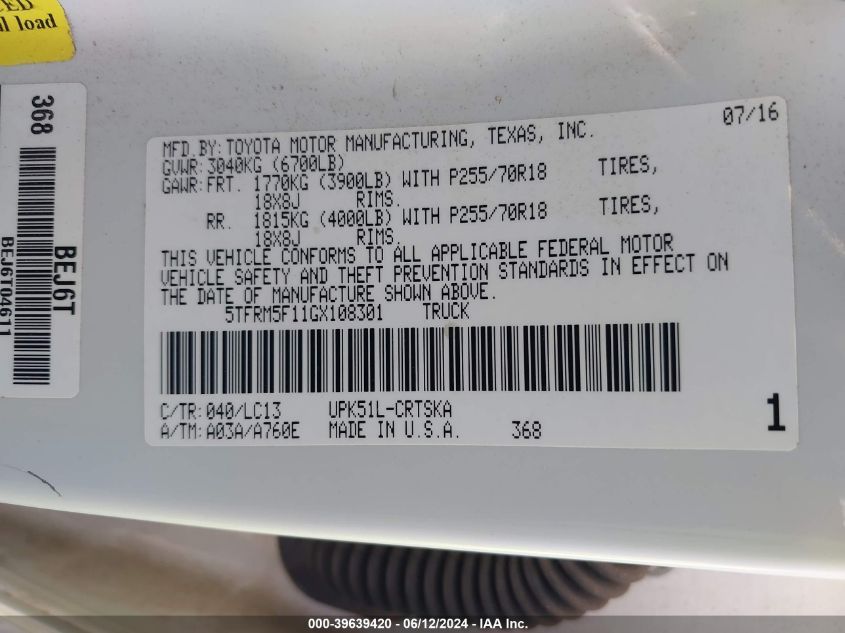 CED
al load
368
BEJ6T
BEJ6T04611
07/16
MFD.BY:TOYOTA MOTOR MANUFACTURING, TEXAS, INC.
GVWR:3040KG (6700LB)
GAWR:FRT. 1770KG (3900LB) WITH P255/70R18 TIRES,
18X8J RIMS.
RR. 1815KG (4000LB) WITH P255/70R18 TIRES,
18X8J RIMS.
THIS VEHICLE CONFORMS TO ALL APPLICABLE FEDERAL MOTOR
VEHICLE SAFETY AND THEFT PREVENTION STANDARDS IN EFFECT ON
THE DATE OF MANUFACTURE SHOWN ABOVE.
5TFRM5F11GX108301 TRUCK
C/TR:040/LC13 UPK51L-CRTSKA
A/TM:A03A/A760E MADE IN U.S.A. 368
1
000-39639420 - 06/12/2024 - IAA Inc.